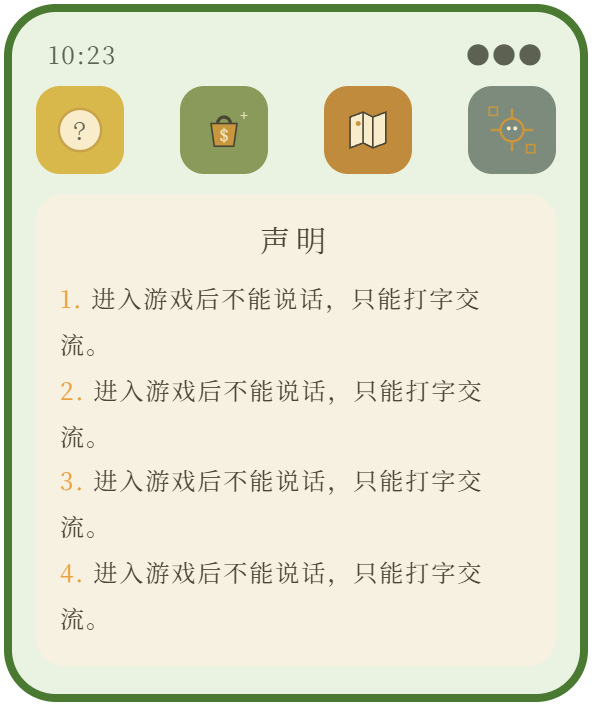 10:23
?
$
+
声明
1. 进入游戏后不能说话，只能打字交
流。
2. 进入游戏后不能说话，只能打字交
流。
3. 进入游戏后不能说话，只能打字交
流。
4. 进入游戏后不能说话，只能打字交
流。